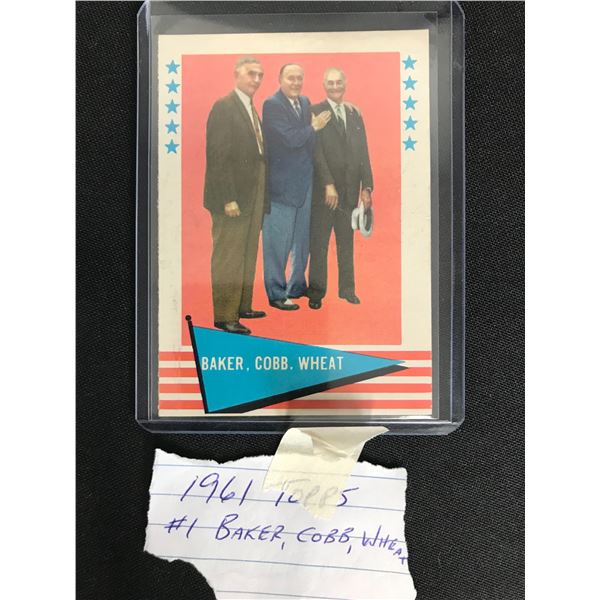 BAKER, COBB. WHEAT
1961 TOPPS
#1 BAKER, COBB, WHEAT